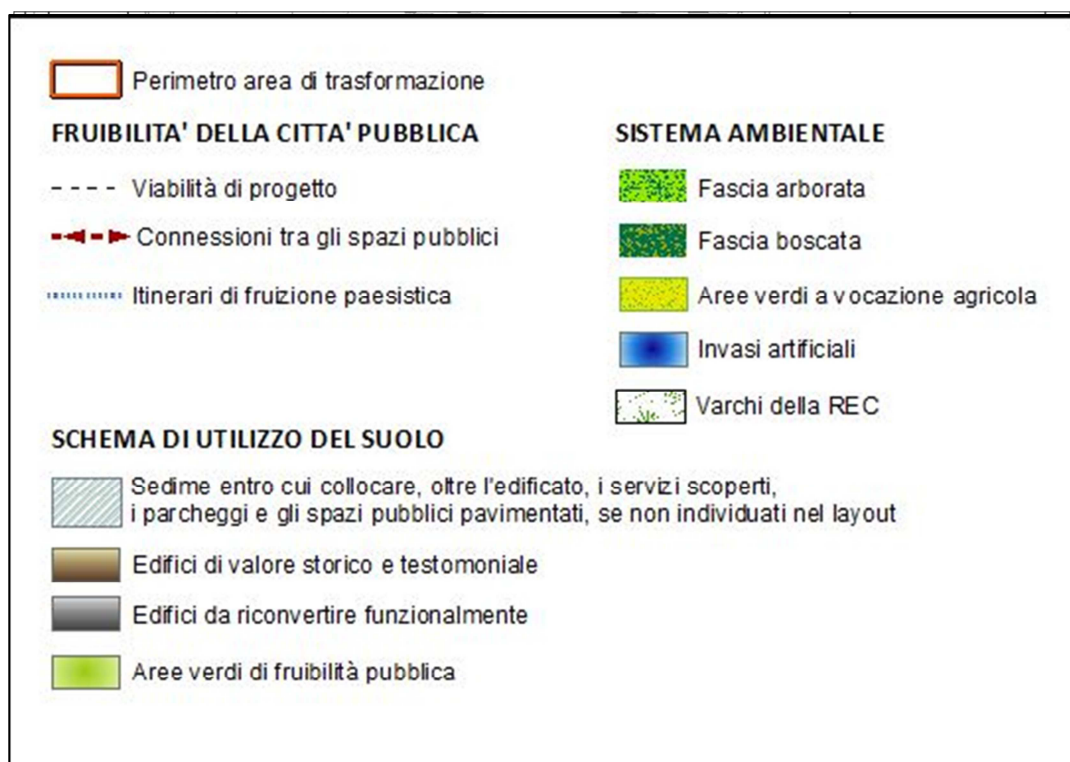 Perimetro area di trasformazione
FRUIBILITA' DELLA CITTA' PUBBLICA
Viabilità di progetto
Connessioni tra gli spazi pubblici
Itinerari di fruizione paesistica
SISTEMA AMBIENTALE
Fascia arborata
Fascia boscata
Aree verdi a vocazione agricola
Invasi artificiali
Varchi della REC
SCHEMA DI UTILIZZO DEL SUOLO
Sedime entro cui collocare, oltre l'edificato, i servizi scoperti,
i parcheggi e gli spazi pubblici pavimentati, se non individuati nel layout
Edifici di valore storico e testomoniale
Edifici da riconvertire funzionalmente
Aree verdi di fruibilità pubblica